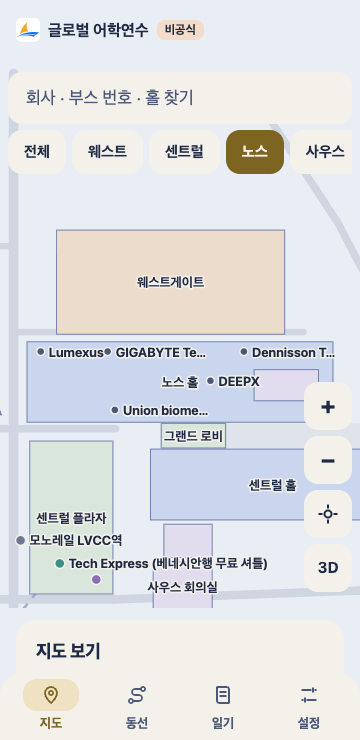 글로벌 어학연수 비공식
회사 · 부스 번호 · 홀 찾기
전체 웨스트 센트럴 노스 사우스
웨스트게이트
Lumexus GIGABYTE Te... Dennisson T...
노스 홀 DEEPX
Union biome...
그랜드 로비
센트럴 홀
센트럴 플라자
모노레일 LVCC역
Tech Express (베네시안행 무료 셔틀)
사우스 회의실
3D
지도 보기
지도 동선 일기 설정